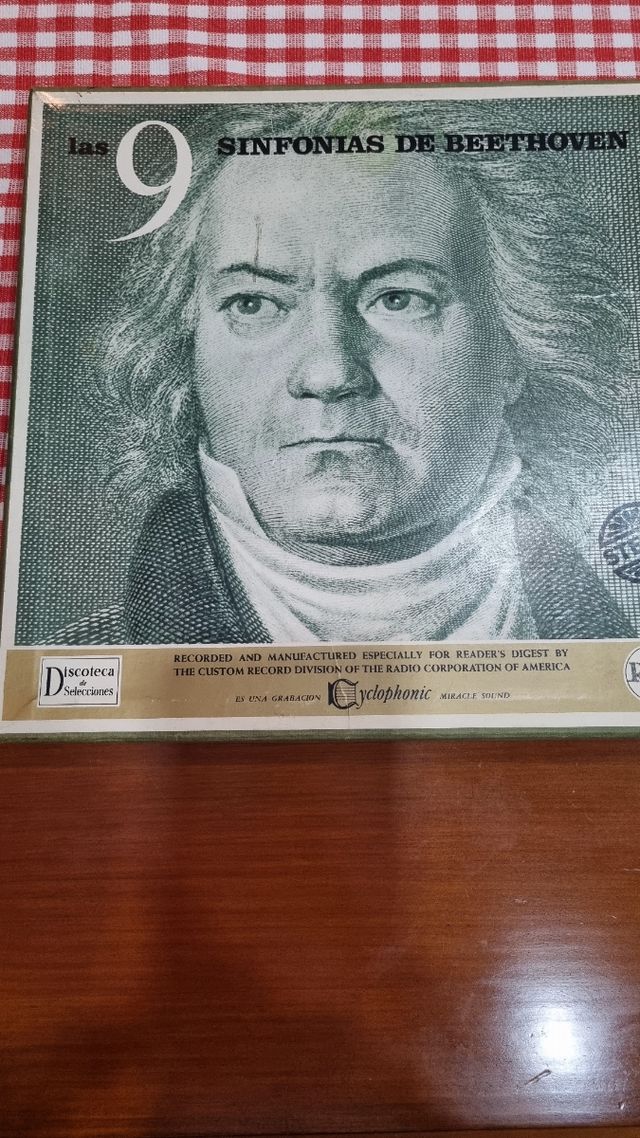 las 9 SINFONIAS DE BEETHOVEN
Discoteca
de
Selecciones
RECORDED AND MANUFACTURED ESPECIALLY FOR READER'S DIGEST BY
THE CUSTOM RECORD DIVISION OF THE RADIO CORPORATION OF AMERICA
ES UNA GRABACION Cyclophonic MIRACLE SOUND